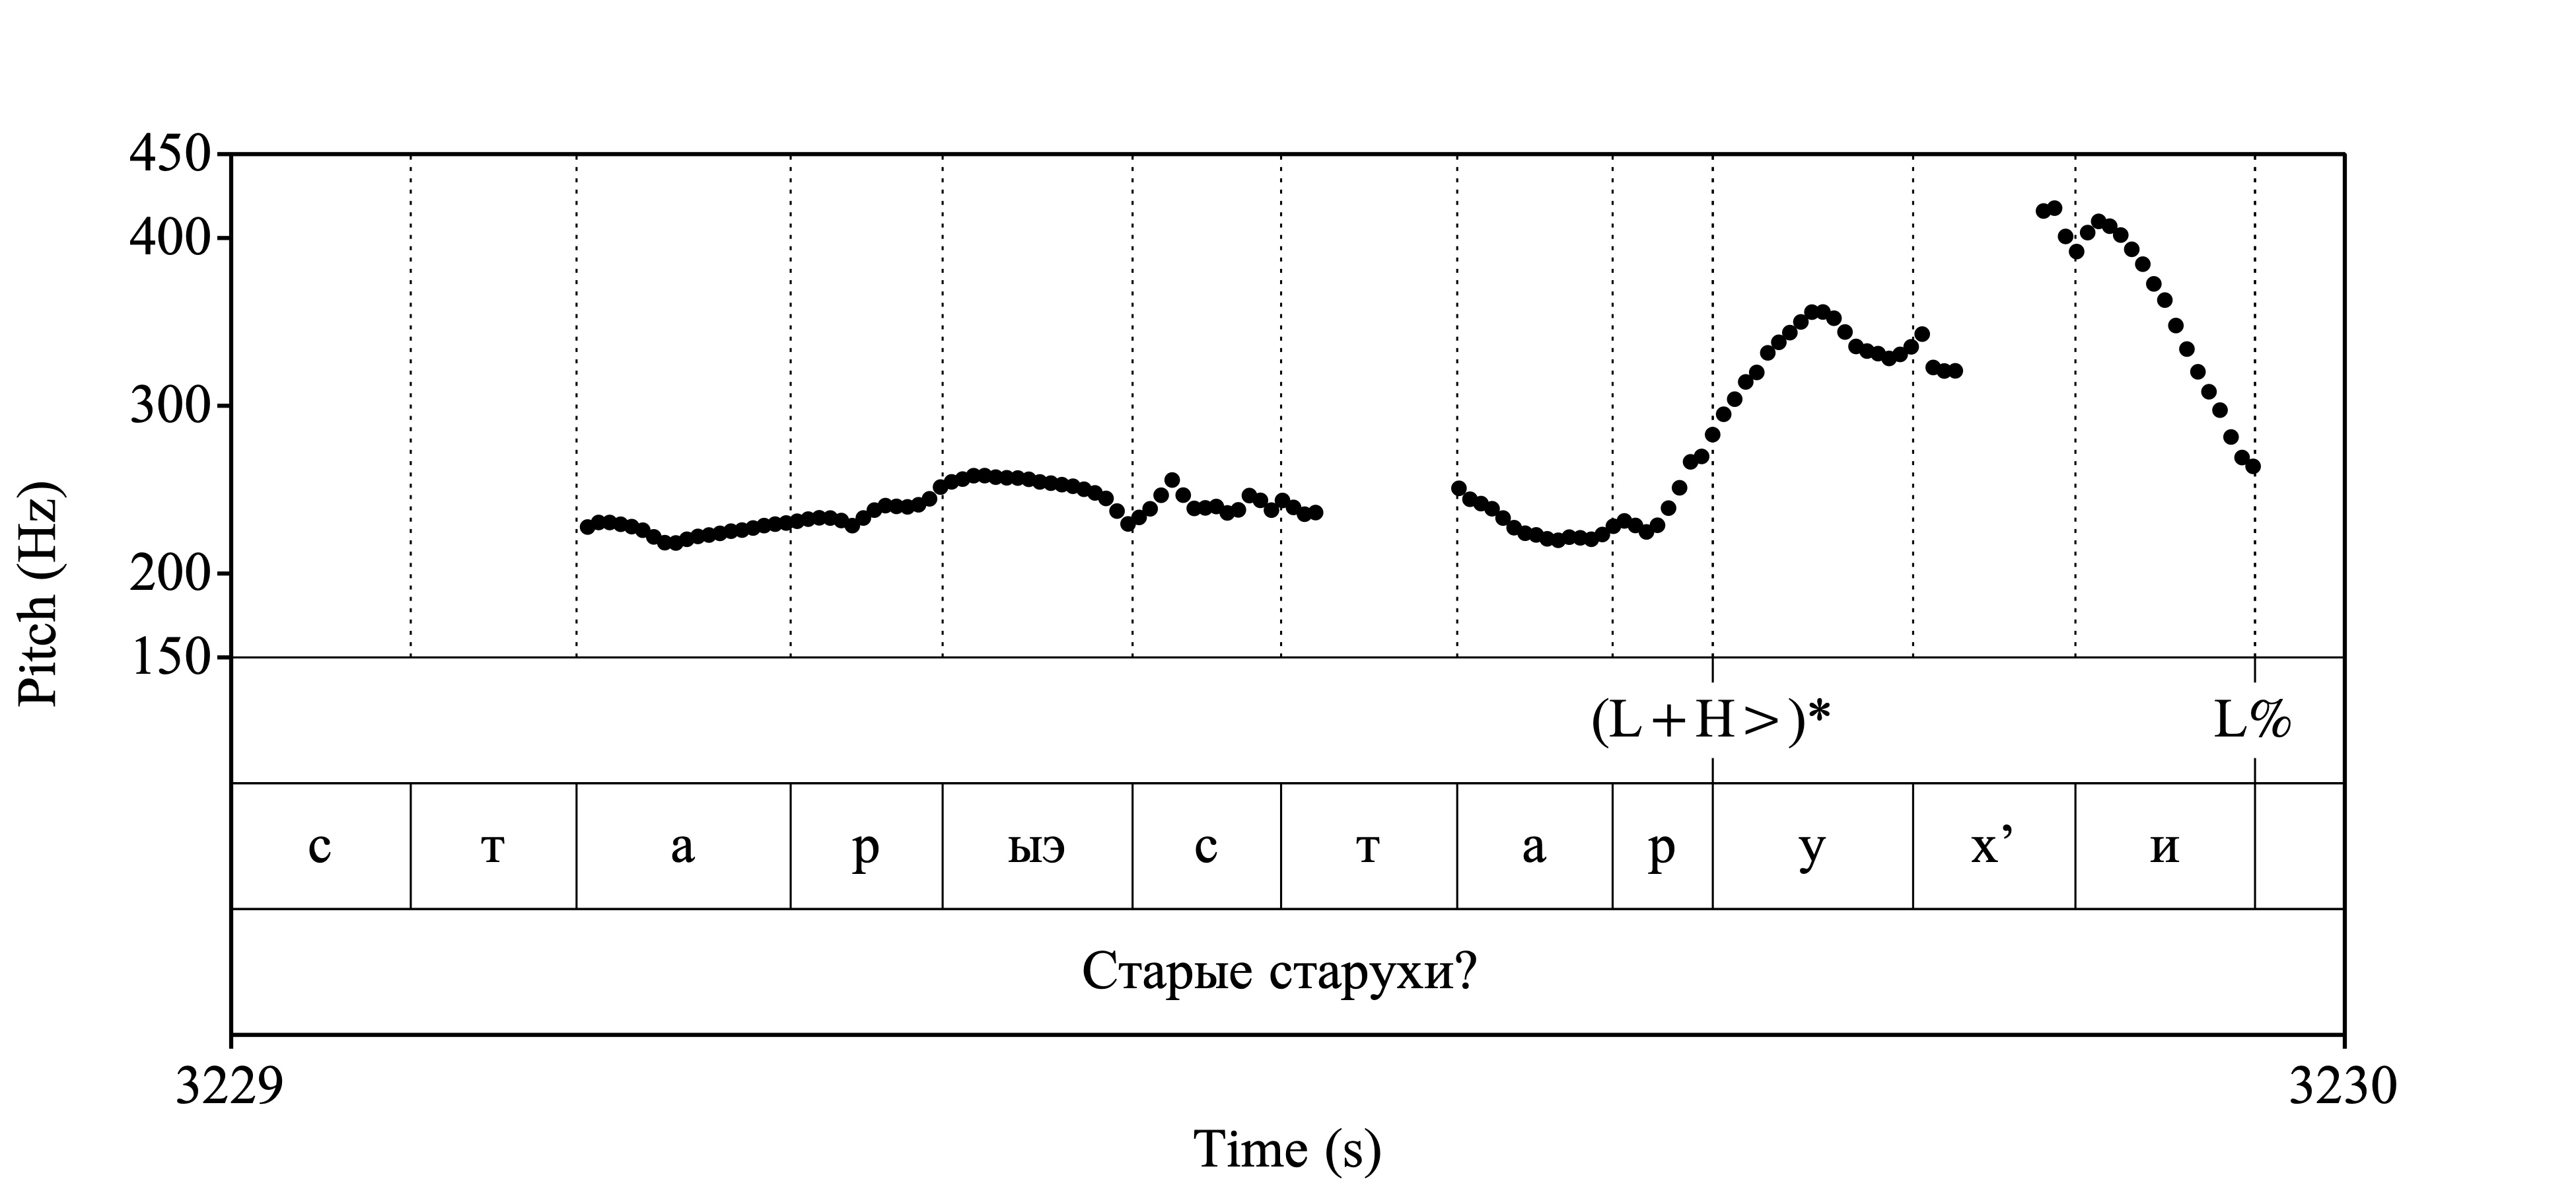 450
400
300
200
150
Pitch (Hz)
(L+H>)* L%
с т а р ыэ с т а р у х’ и
Старые старухи?
3229 3230
Time (s)